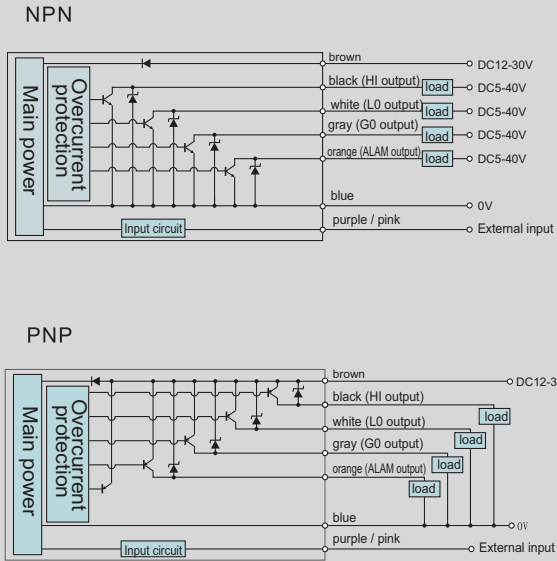 NPN
Main power
Overcurrent
protection
brown
DC12-30V
black (HI output)
load
DC5-40V
white (L0 output)
load
DC5-40V
gray (G0 output)
load
DC5-40V
orange (ALAM output)
load
DC5-40V
blue
0V
Input circuit
purple / pink
External input
PNP
Main power
Overcurrent
protection
brown
DC12-3
black (HI output)
load
white (L0 output)
load
gray (G0 output)
load
orange (ALAM output)
load
blue
0V
Input circuit
purple / pink
External input